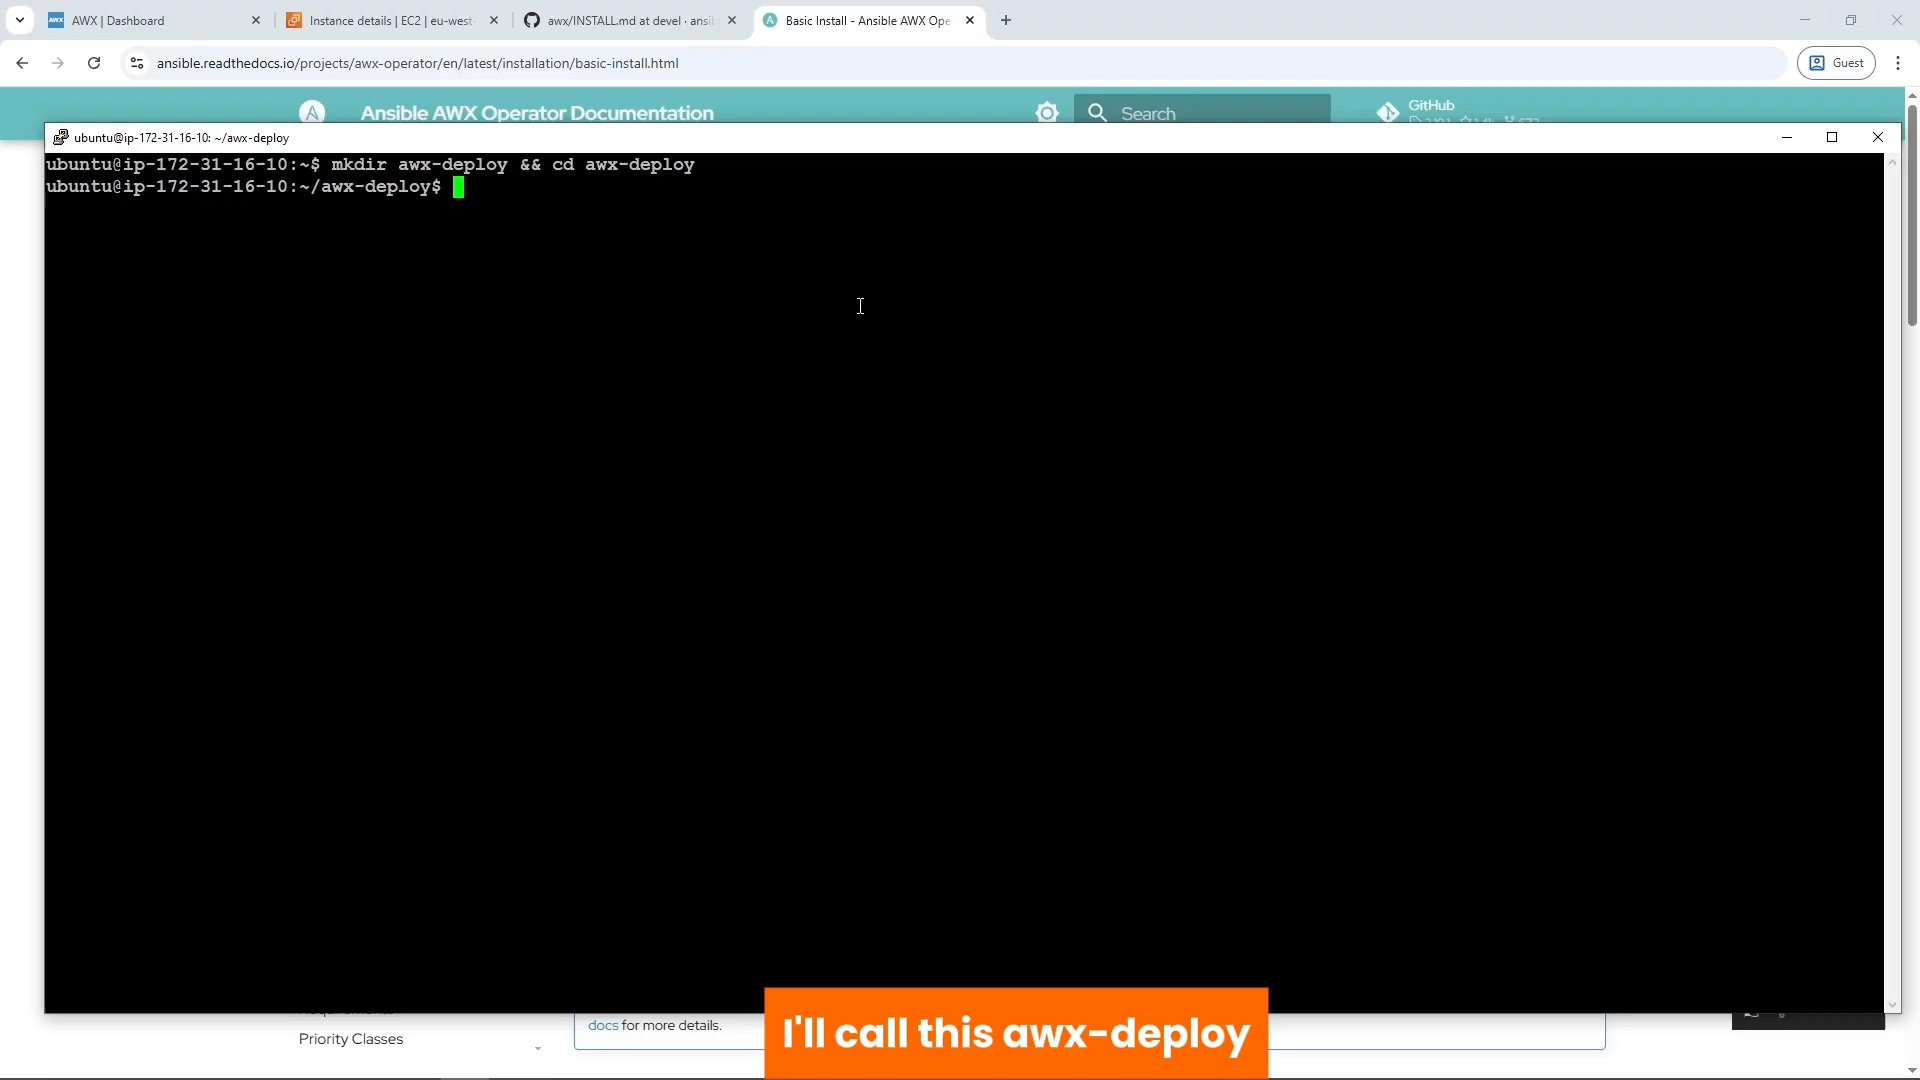 AWX AWX | Dashboard
Instance details | EC2 | eu-west-
awx/INSTALL.md at devel · ansi
Basic Install - Ansible AWX Ope
ansible.readthedocs.io/projects/awx-operator/en/latest/installation/basic-install.html
Guest
Ansible AWX Operator Documentation
Search
GitHub
ubuntu@ip-172-31-16-10: ~/awx-deploy
ubuntu@ip-172-31-16-10:~$ mkdir awx-deploy && cd awx-deploy
ubuntu@ip-172-31-16-10:~/awx-deploy$
docs for more details.
Priority Classes
I'll call this awx-deploy